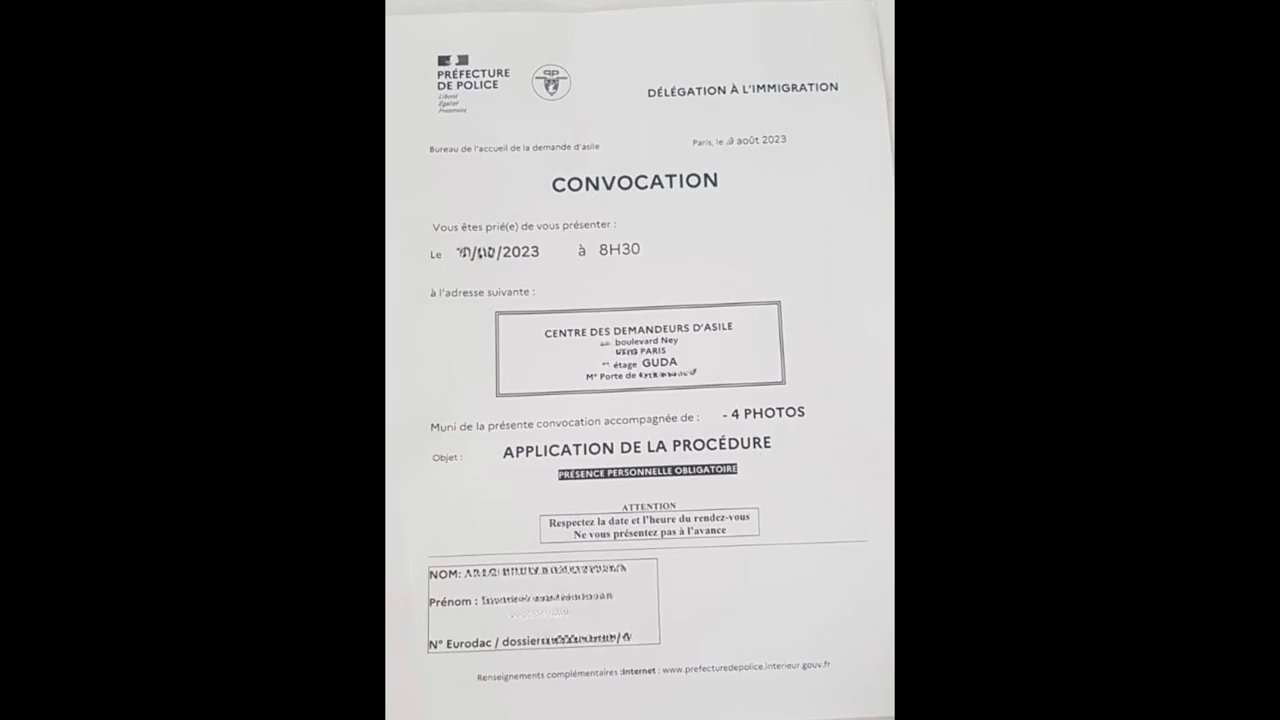 PRÉFECTURE
DE POLICE
Liberté
Égalité
Fraternité
DÉLÉGATION À L'IMMIGRATION
Bureau de l'accueil de la demande d'asile
Paris, le août 2023
CONVOCATION
Vous êtes prié(e) de vous présenter :
Le /2023 à 8H30
à l'adresse suivante :
CENTRE DES DEMANDEURS D'ASILE
boulevard Ney
PARIS
étage GUDA
M° Porte de
Muni de la présente convocation accompagnée de : - 4 PHOTOS
Objet : APPLICATION DE LA PROCÉDURE
PRÉSENCE PERSONNELLE OBLIGATOIRE
ATTENTION
Respectez la date et l'heure du rendez-vous
Ne vous présentez pas à l'avance
NOM:
Prénom :
N° Eurodac / dossier
Renseignements complémentaires :Internet : www.prefecturedepolice.interieur.gouv.fr